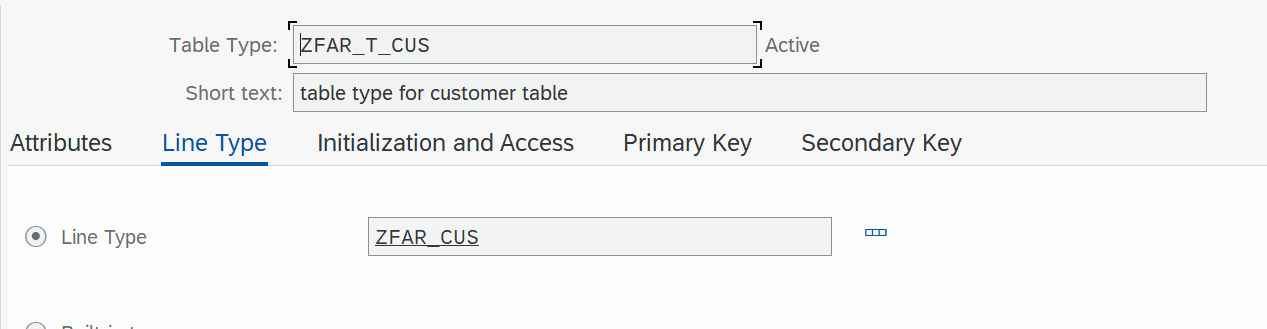 Table Type: ZFAR_T_CUS Active
Short text: table type for customer table
Attributes Line Type Initialization and Access Primary Key Secondary Key
Line Type ZFAR_CUS